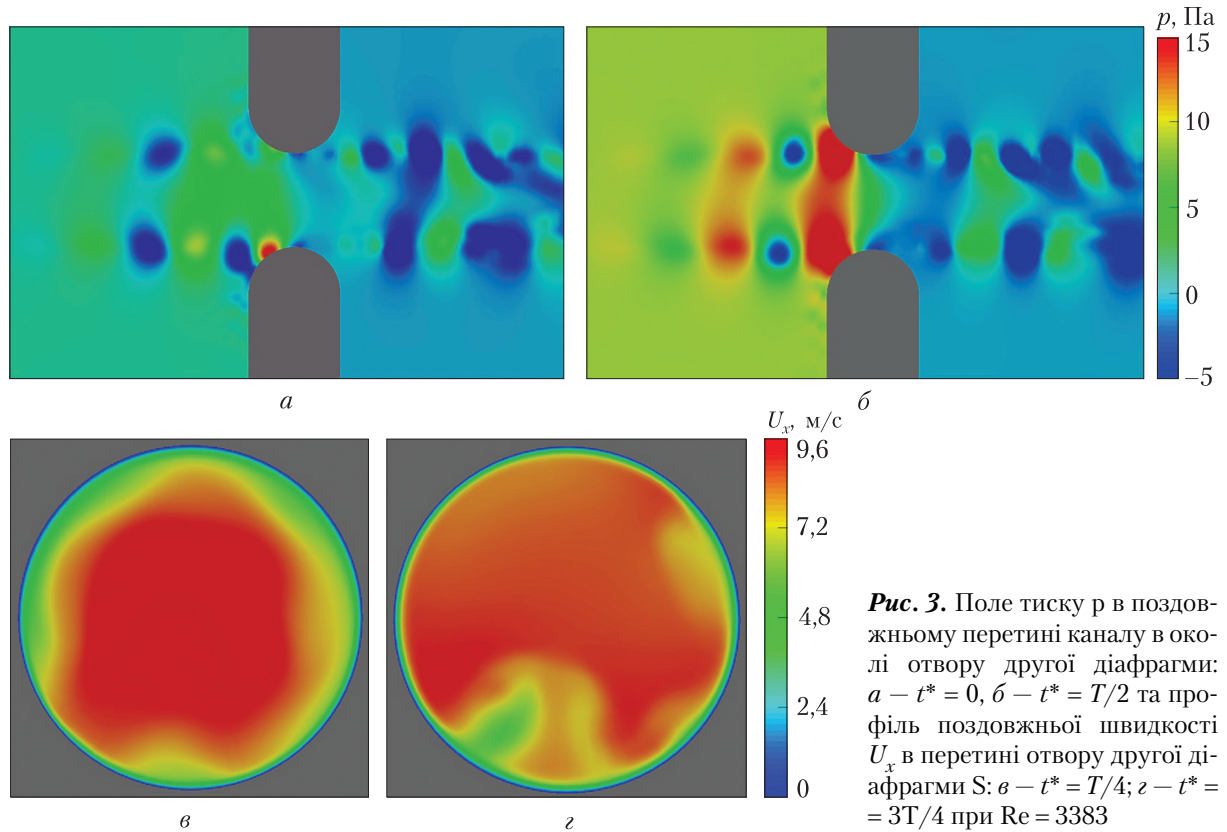 p, Па
15
10
5
0
−5
а
б
U_x, м/с
9,6
7,2
4,8
2,4
0
в
г
Рис. 3. Поле тиску p в поздов-
жньому перетині каналу в око-
лі отвору другої діафрагми:
а — t* = 0, б — t* = T/2 та про-
філь поздовжньої швидкості
U_x в перетині отвору другої ді-
афрагми S: в — t* = T/4; г — t* =
= 3T/4 при Re = 3383